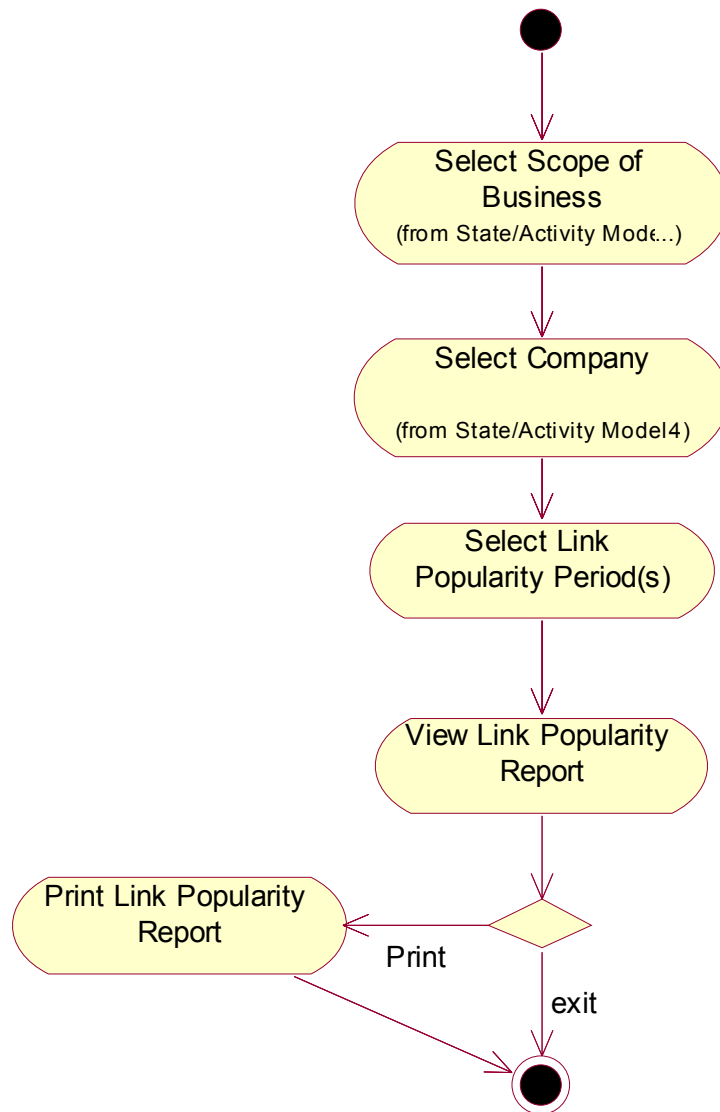 Select Scope of
Business
(from State/Activity Mode...)
Select Company
(from State/Activity Model4)
Select Link
Popularity Period(s)
View Link Popularity
Report
Print Link Popularity
Report
Print
exit